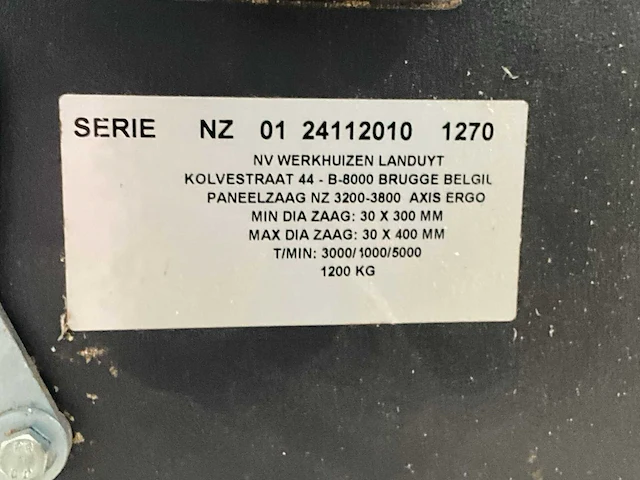 SERIE NZ 01 24112010 1270
NV WERKHUIZEN LANDUYT
KOLVESTRAAT 44 - B-8000 BRUGGE BELGIL
PANEELZAAG NZ 3200-3800 AXIS ERGO
MIN DIA ZAAG: 30 X 300 MM
MAX DIA ZAAG: 30 X 400 MM
T/MIN: 3000/1000/5000
1200 KG